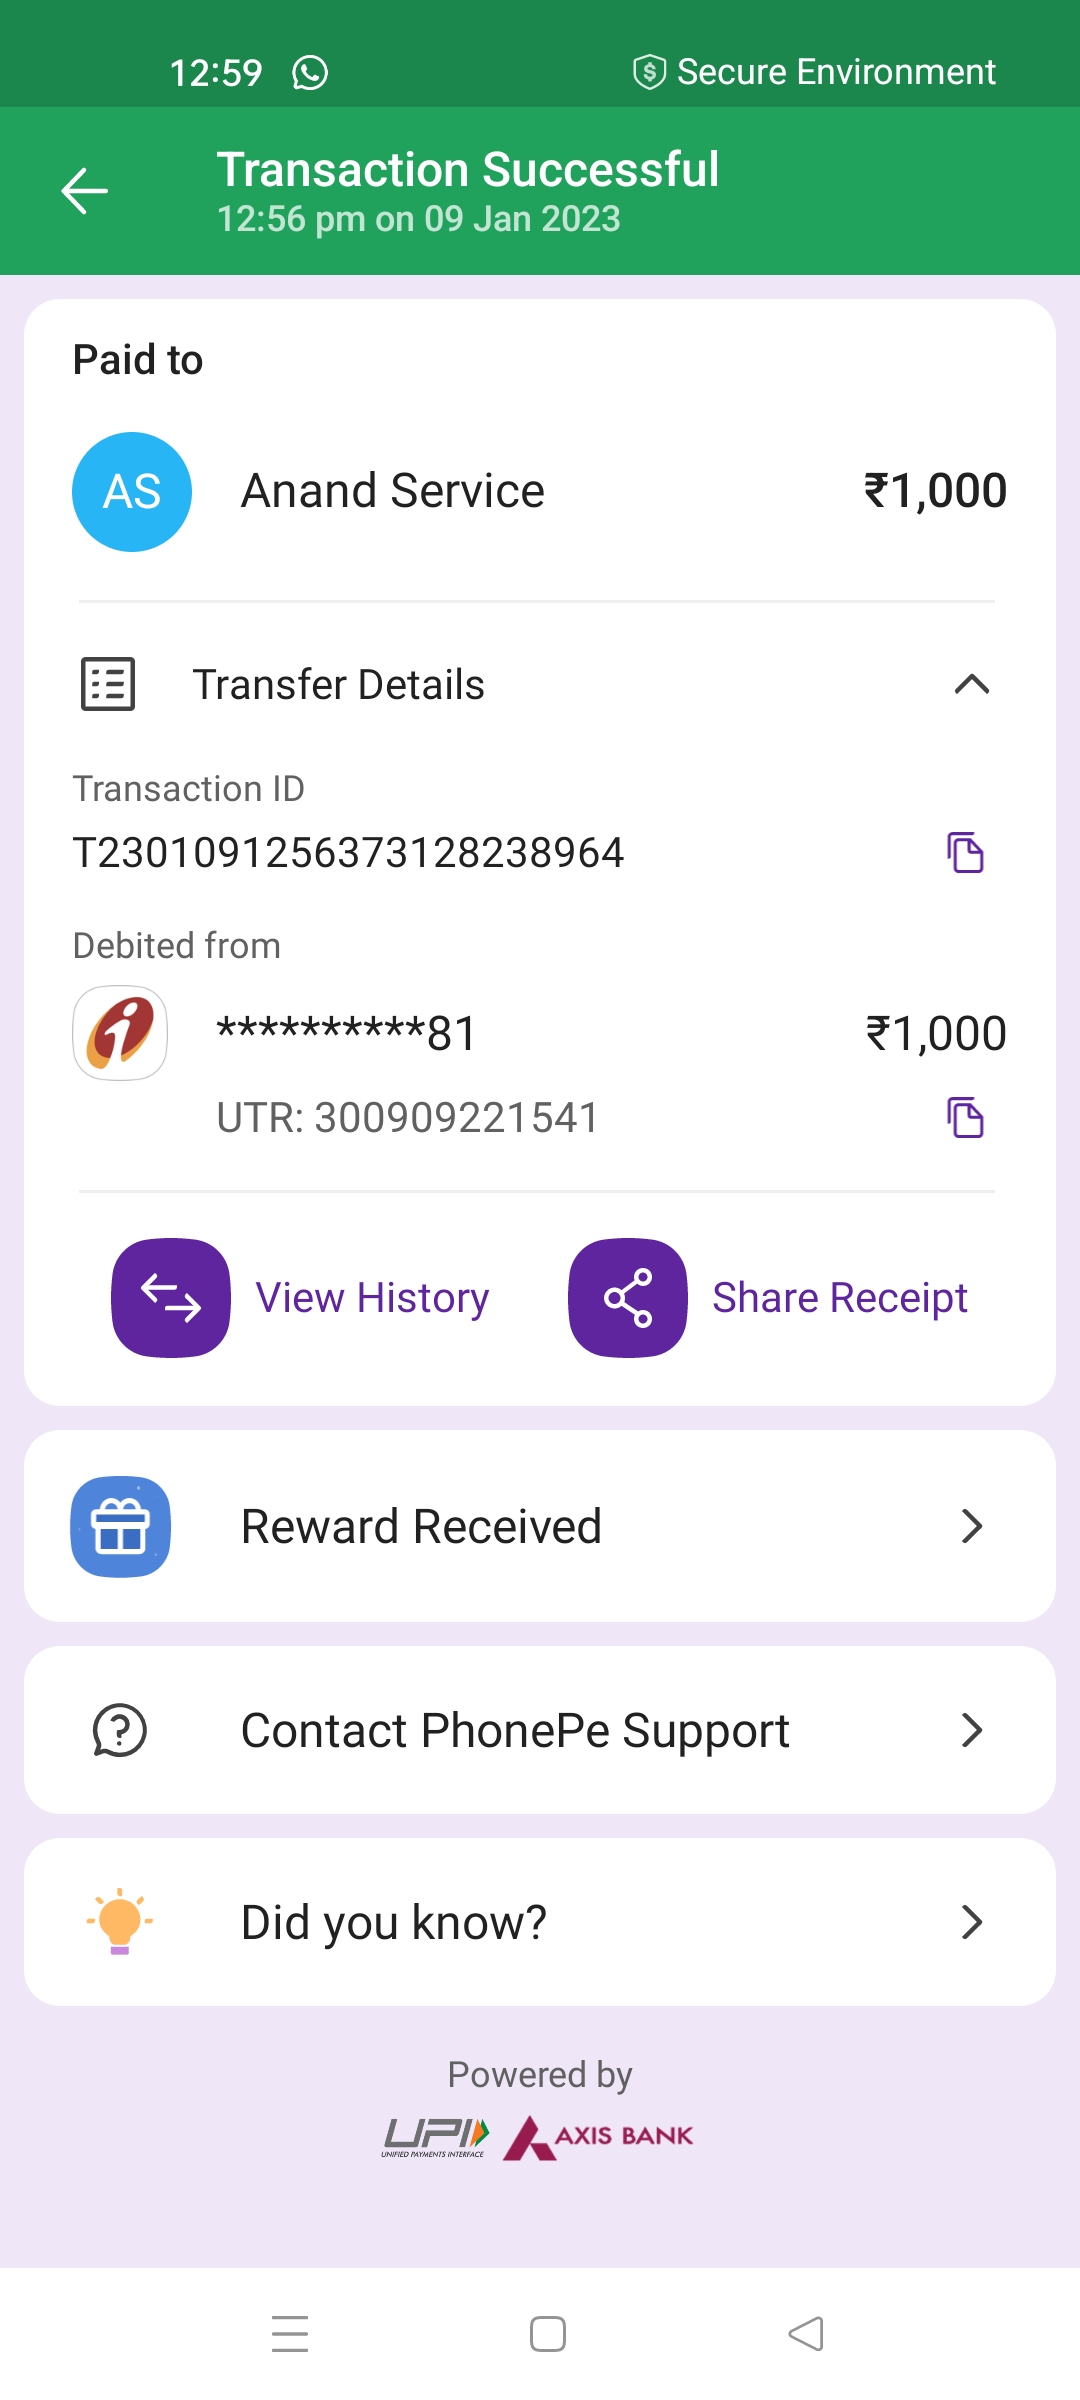 12:59 Secure Environment
Transaction Successful
12:56 pm on 09 Jan 2023
Paid to
AS Anand Service ₹1,000
Transfer Details
Transaction ID
T2301091256373128238964
Debited from
**********81 ₹1,000
UTR: 300909221541
View History Share Receipt
Reward Received
Contact PhonePe Support
Did you know?
Powered by
UPI AXIS BANK
UNIFIED PAYMENTS INTERFACE